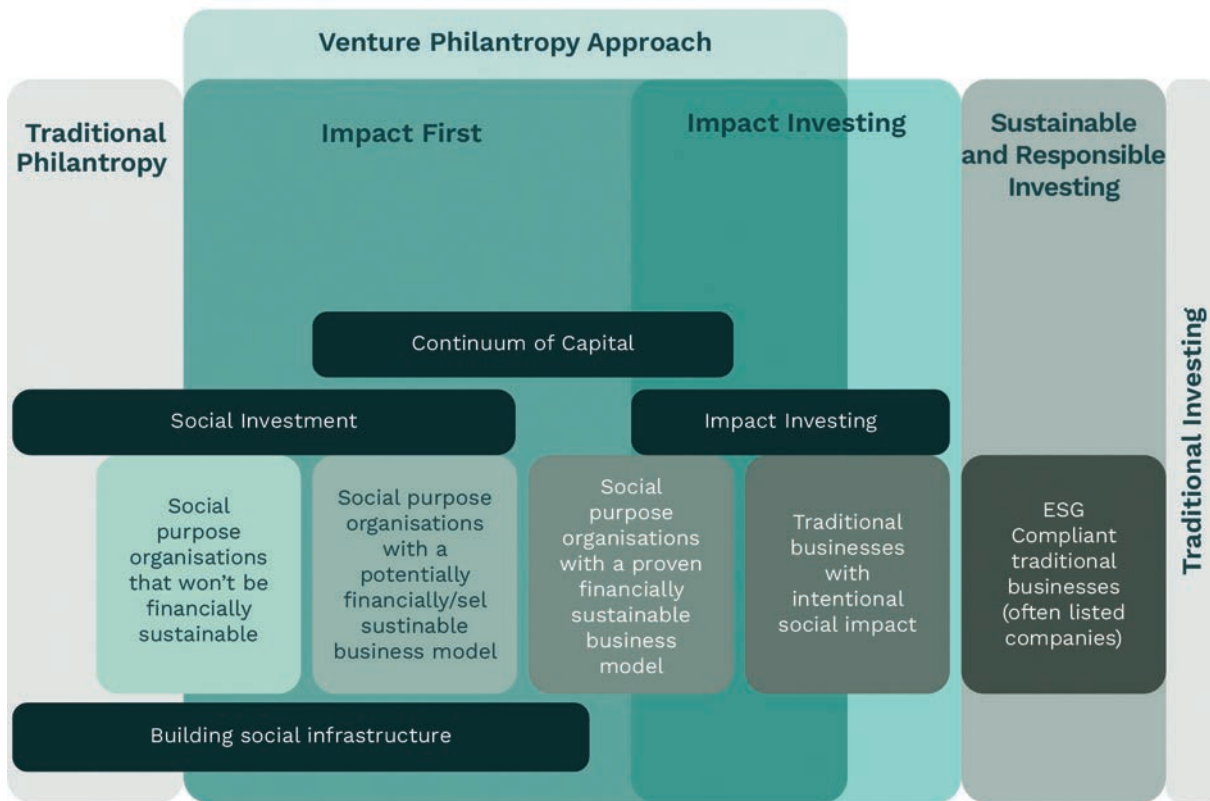 Venture Philantropy Approach
Traditional
Philantropy
Impact First
Impact Investing
Sustainable
and Responsible
Investing
Traditional Investing
Continuum of Capital
Social Investment
Impact Investing
Social
purpose
organisations
that won't be
financially
sustainable
Social purpose
organisations
with a
potentially
financially/sel
sustinable
business model
Social
purpose
organisations
with a proven
financially
sustainable
business
model
Traditional
businesses
with
intentional
social impact
ESG
Compliant
traditional
businesses
(often listed
companies)
Building social infrastructure